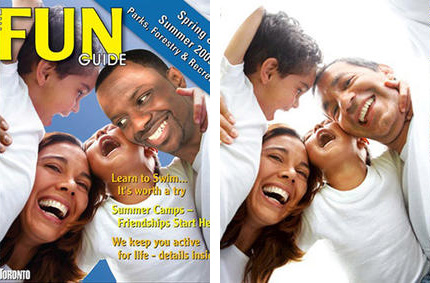 FUN
GUIDE
Spring &
Summer 200
Parks, Forestry & Recre
Learn to Swim...
It's worth a try
Summer Camps –
Friendships Start He
We keep you active
for life - details insi
TORONTO